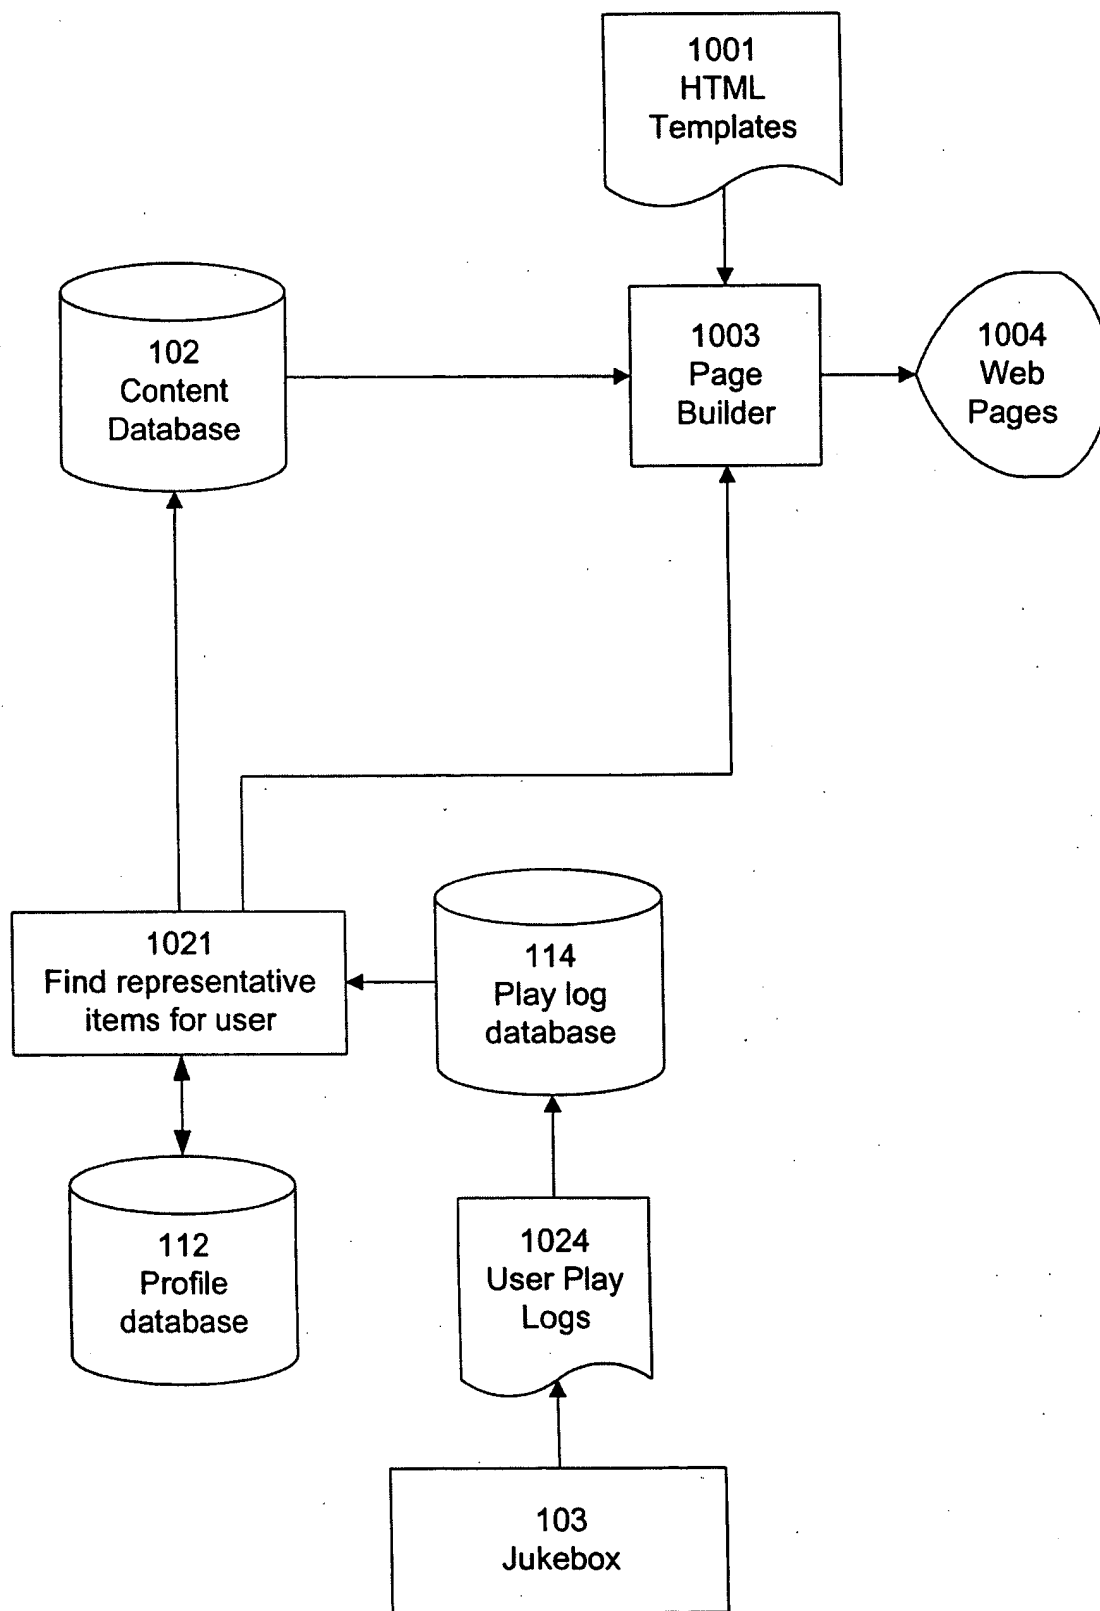 1001
HTML
Templates
102
Content
Database
1003
Page
Builder
1004
Web
Pages
1021
Find representative
items for user
114
Play log
database
112
Profile
database
1024
User Play
Logs
103
Jukebox